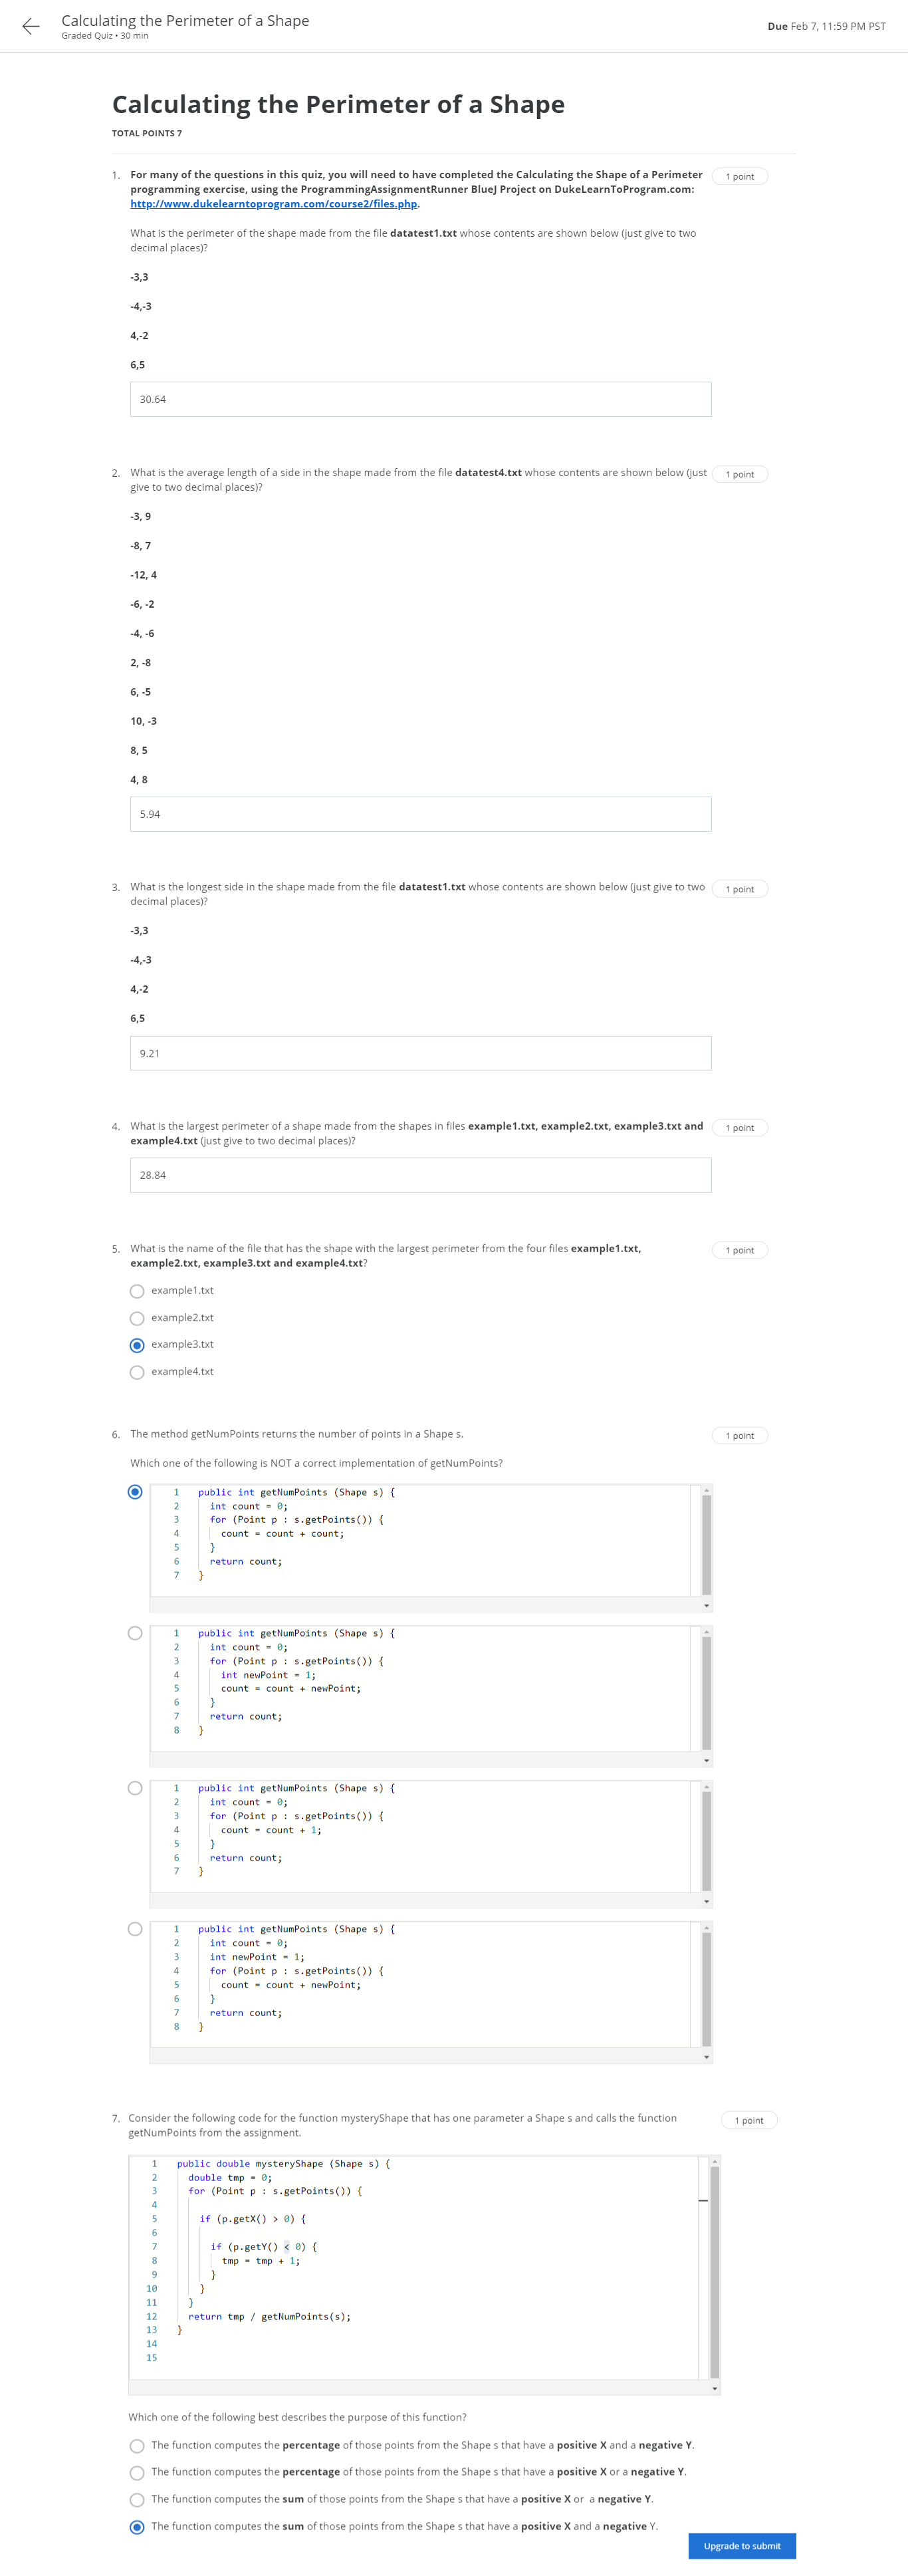 Calculating the Perimeter of a Shape
Graded Quiz • 30 min
Due Feb 7, 11:59 PM PST
Calculating the Perimeter of a Shape
TOTAL POINTS 7
1. For many of the questions in this quiz, you will need to have completed the Calculating the Shape of a Perimeter
1 point
programming exercise, using the ProgrammingAssignmentRunner BlueJ Project on DukeLearnToProgram.com:
http://www.dukelearntoprogram.com/course2/files.php.
What is the perimeter of the shape made from the file datatest1.txt whose contents are shown below (just give to two
decimal places)?
-3,3
-4,-3
4,-2
6,5
30.64
2. What is the average length of a side in the shape made from the file datatest4.txt whose contents are shown below (just
1 point
give to two decimal places)?
-3, 9
-8, 7
-12, 4
-6, -2
-4, -6
2, -8
6, -5
10, -3
8, 5
4, 8
5.94
3. What is the longest side in the shape made from the file datatest1.txt whose contents are shown below (just give to two
1 point
decimal places)?
-3,3
-4,-3
4,-2
6,5
9.21
4. What is the largest perimeter of a shape made from the shapes in files example1.txt, example2.txt, example3.txt and
1 point
example4.txt (just give to two decimal places)?
28.84
5. What is the name of the file that has the shape with the largest perimeter from the four files example1.txt,
1 point
example2.txt, example3.txt and example4.txt?
example1.txt
example2.txt
example3.txt
example4.txt
6. The method getNumPoints returns the number of points in a Shape s.
1 point
Which one of the following is NOT a correct implementation of getNumPoints?
1 public int getNumPoints (Shape s) {
2 int count = 0;
3 for (Point p : s.getPoints()) {
4 count = count + count;
5 }
6 return count;
7 }
1 public int getNumPoints (Shape s) {
2 int count = 0;
3 for (Point p : s.getPoints()) {
4 int newPoint = 1;
5 count = count + newPoint;
6 }
7 return count;
8 }
1 public int getNumPoints (Shape s) {
2 int count = 0;
3 for (Point p : s.getPoints()) {
4 count = count + 1;
5 }
6 return count;
7 }
1 public int getNumPoints (Shape s) {
2 int count = 0;
3 int newPoint = 1;
4 for (Point p : s.getPoints()) {
5 count = count + newPoint;
6 }
7 return count;
8 }
7. Consider the following code for the function mysteryShape that has one parameter a Shape s and calls the function
1 point
getNumPoints from the assignment.
1 public double mysteryShape (Shape s) {
2 double tmp = 0;
3 for (Point p : s.getPoints()) {
4
5 if (p.getX() > 0) {
6
7 if (p.getY() < 0) {
8 tmp = tmp + 1;
9 }
10 }
11 }
12 return tmp / getNumPoints(s);
13 }
14
15
Which one of the following best describes the purpose of this function?
The function computes the percentage of those points from the Shape s that have a positive X and a negative Y.
The function computes the percentage of those points from the Shape s that have a positive X or a negative Y.
The function computes the sum of those points from the Shape s that have a positive X or a negative Y.
The function computes the sum of those points from the Shape s that have a positive X and a negative Y.
Upgrade to submit